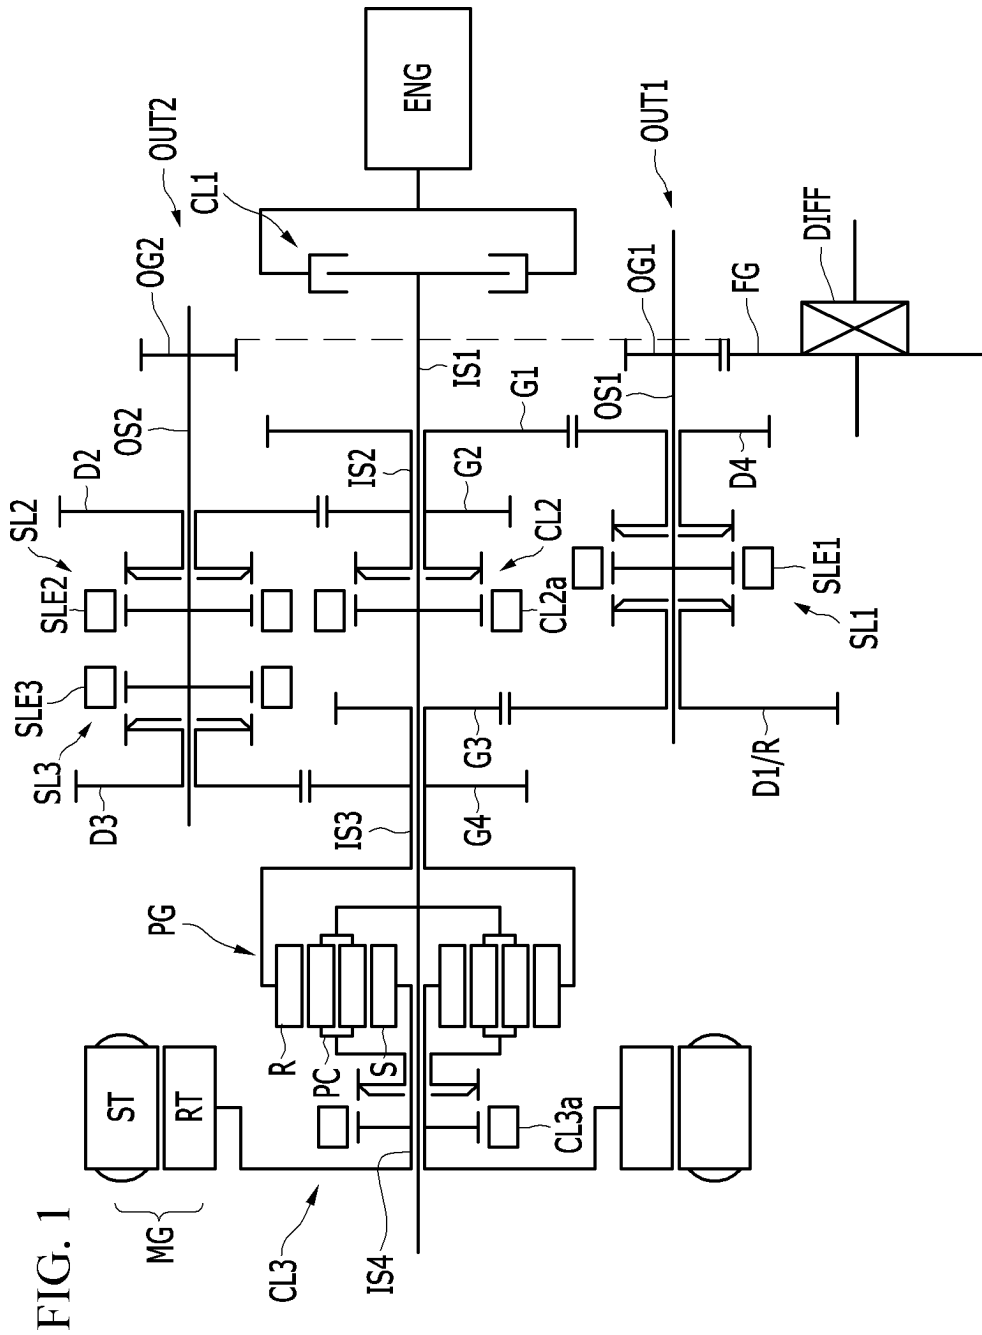 FIG. 1
MG
ST
RT
CL3
IS4
R
PC
S
CL3a
PG
D3
SL3
SLE3
SLE2
SL2
D2
OS2
OG2
OUT2
IS3
G4
G3
D1/R
CL2a
CL2
IS2
G2
G1
IS1
CL1
ENG
SL1
SLE1
D4
OS1
OG1
OUT1
FG
DIFF